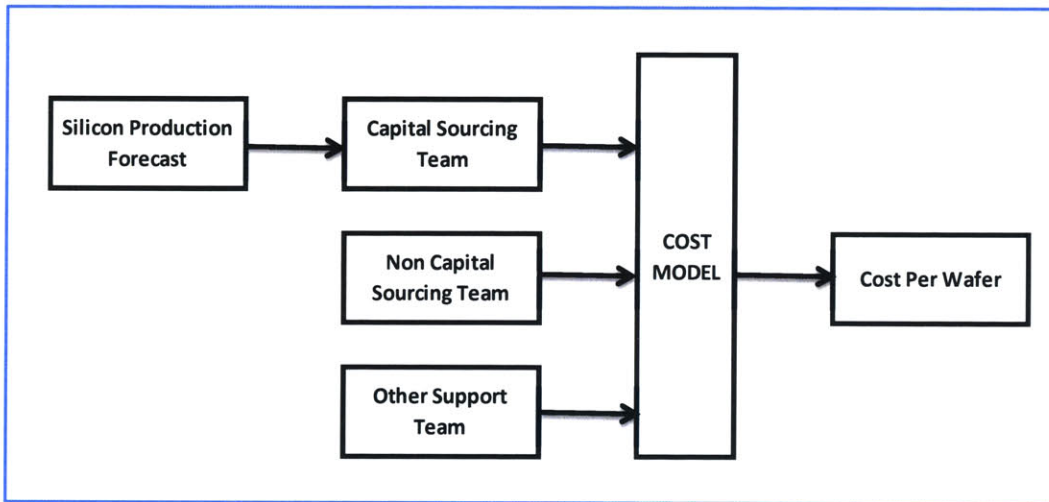 Silicon Production
Forecast
Capital Sourcing
Team
Non Capital
Sourcing Team
Other Support
Team
COST
MODEL
Cost Per Wafer